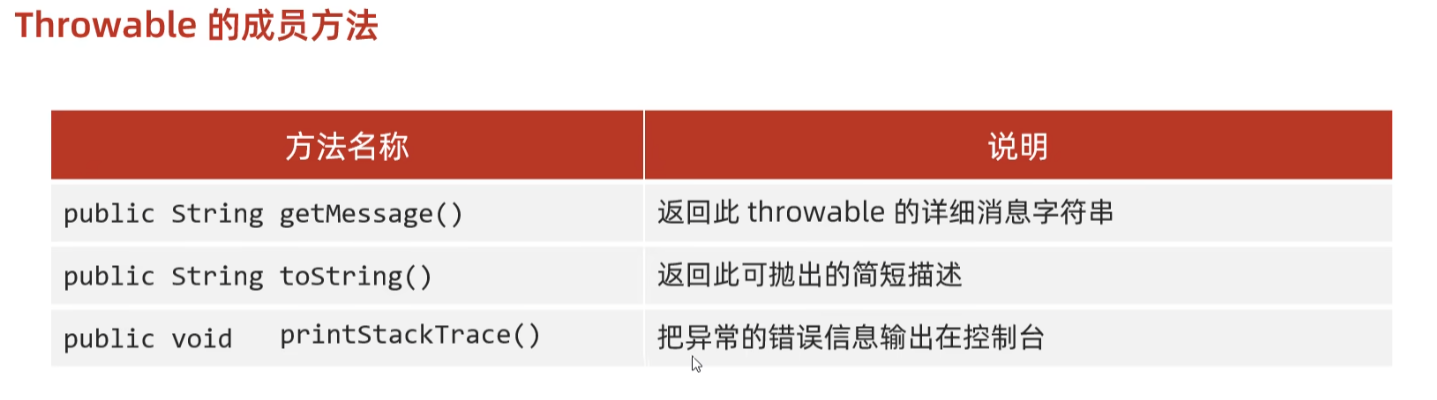 Throwable 的成员方法
方法名称 说明
public String getMessage() 返回此 throwable 的详细消息字符串
public String toString() 返回此可抛出的简短描述
public void printStackTrace() 把异常的错误信息输出在控制台